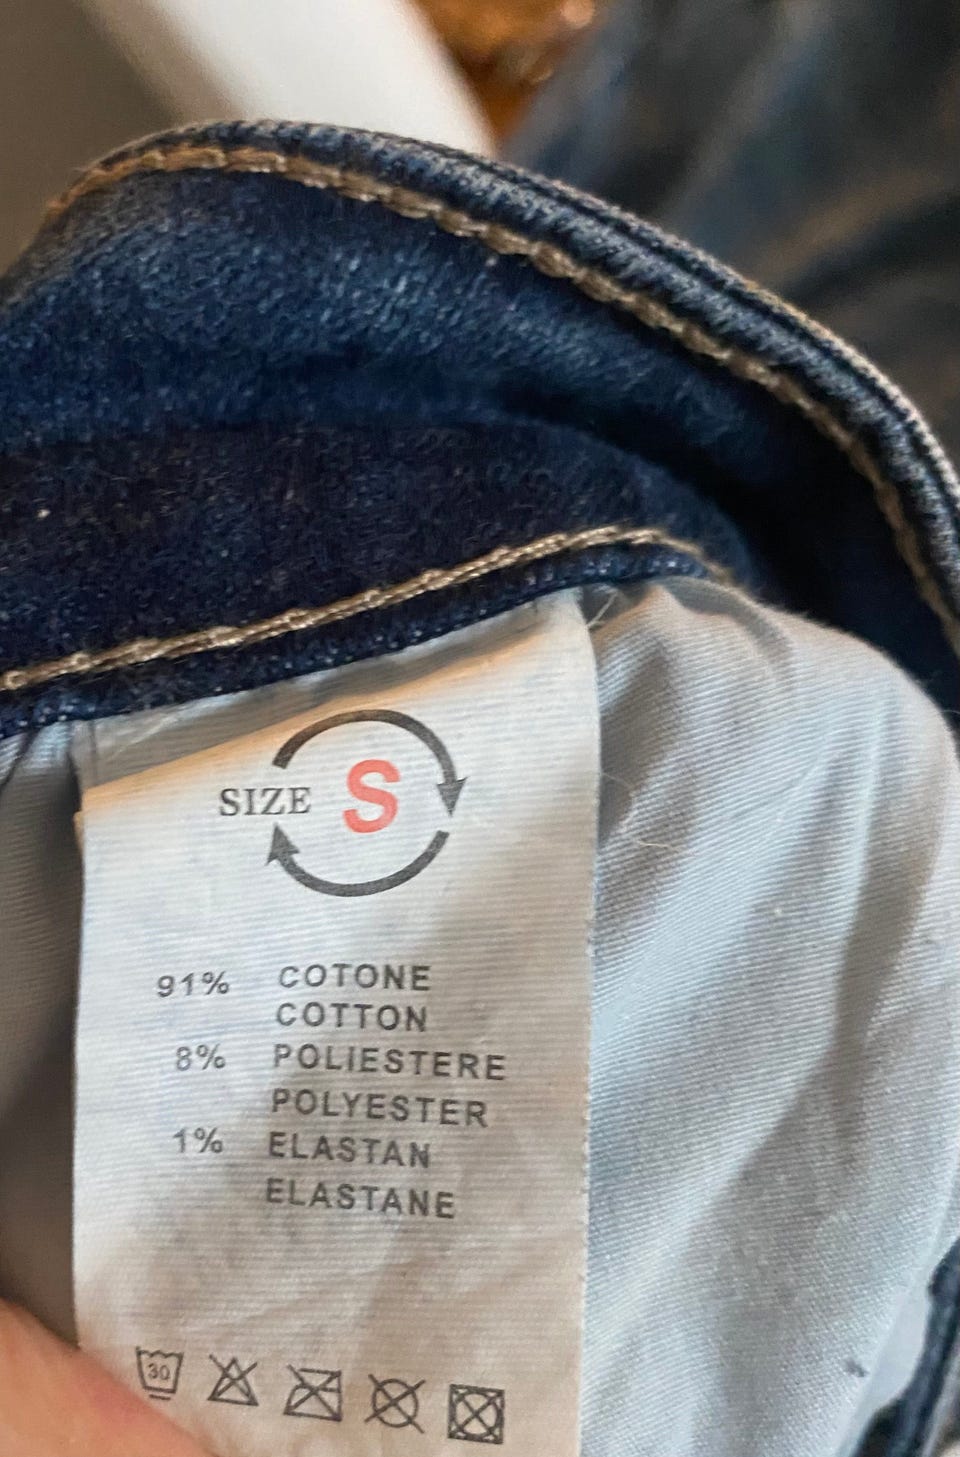 SIZE S
91% COTONE
COTTON
8% POLIESTERE
POLYESTER
1% ELASTAN
ELASTANE
30